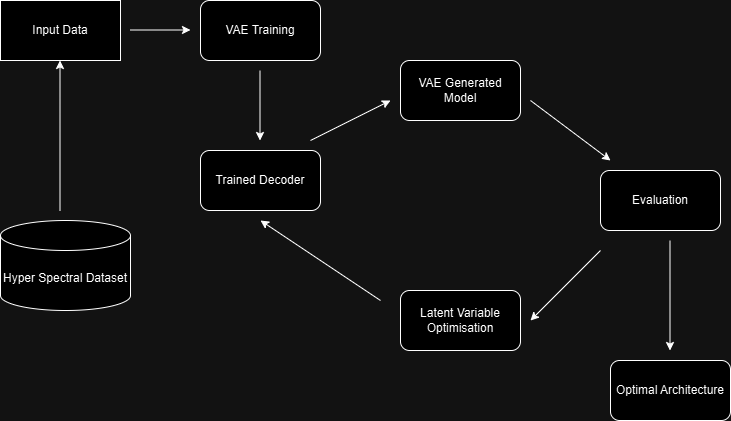 Input Data
VAE Training
VAE Generated
Model
Trained Decoder
Evaluation
Hyper Spectral Dataset
Latent Variable
Optimisation
Optimal Architecture